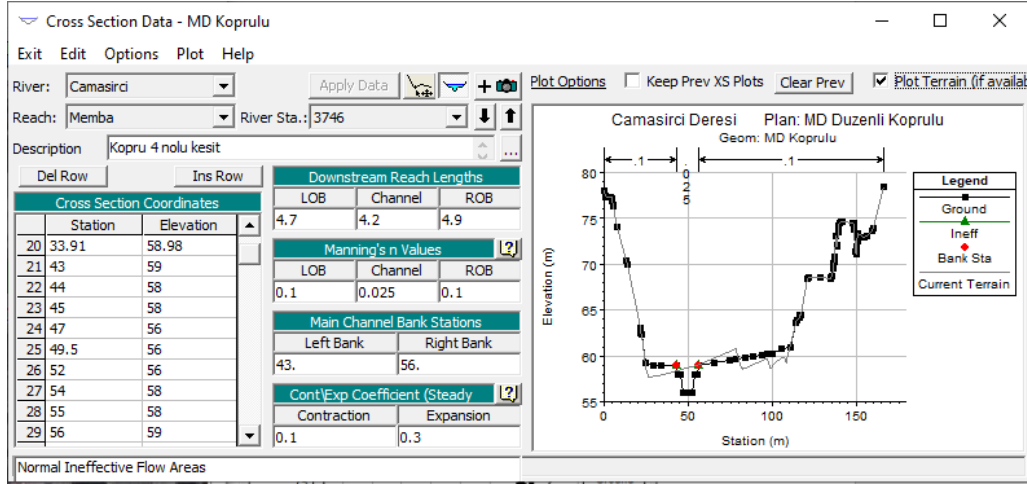 Cross Section Data - MD Koprulu
Exit Edit Options Plot Help
River: Camasirci Apply Data
Reach: Memba River Sta.: 3746
Description Kopru 4 nolu kesit ...
Del Row Ins Row
Cross Section Coordinates
Station Elevation
20 33.91 58.98
21 43 59
22 44 58
23 45 58
24 47 56
25 49.5 56
26 52 56
27 54 58
28 55 58
29 56 59
Downstream Reach Lengths
LOB Channel ROB
4.7 4.2 4.9
Manning's n Values
LOB Channel ROB
0.1 0.025 0.1
Main Channel Bank Stations
Left Bank Right Bank
43. 56.
Cont\Exp Coefficient (Steady
Contraction Expansion
0.1 0.3
Plot Options Keep Prev XS Plots Clear Prev Plot Terrain (if availab
Camasirci Deresi Plan: MD Duzenli Koprulu
Geom: MD Koprulu
.1 .025 .1
80
75
70
65
60
55
0 50 100 150
Elevation (m)
Station (m)
Legend
Ground
Ineff
Bank Sta
Current Terrain
Normal Ineffective Flow Areas